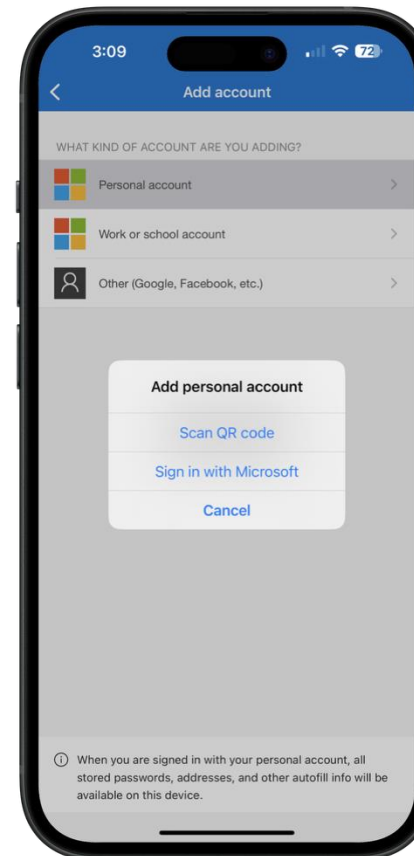 3:09
72
Add account
WHAT KIND OF ACCOUNT ARE YOU ADDING?
Personal account
Work or school account
Other (Google, Facebook, etc.)
Add personal account
Scan QR code
Sign in with Microsoft
Cancel
When you are signed in with your personal account, all
stored passwords, addresses, and other autofill info will be
available on this device.